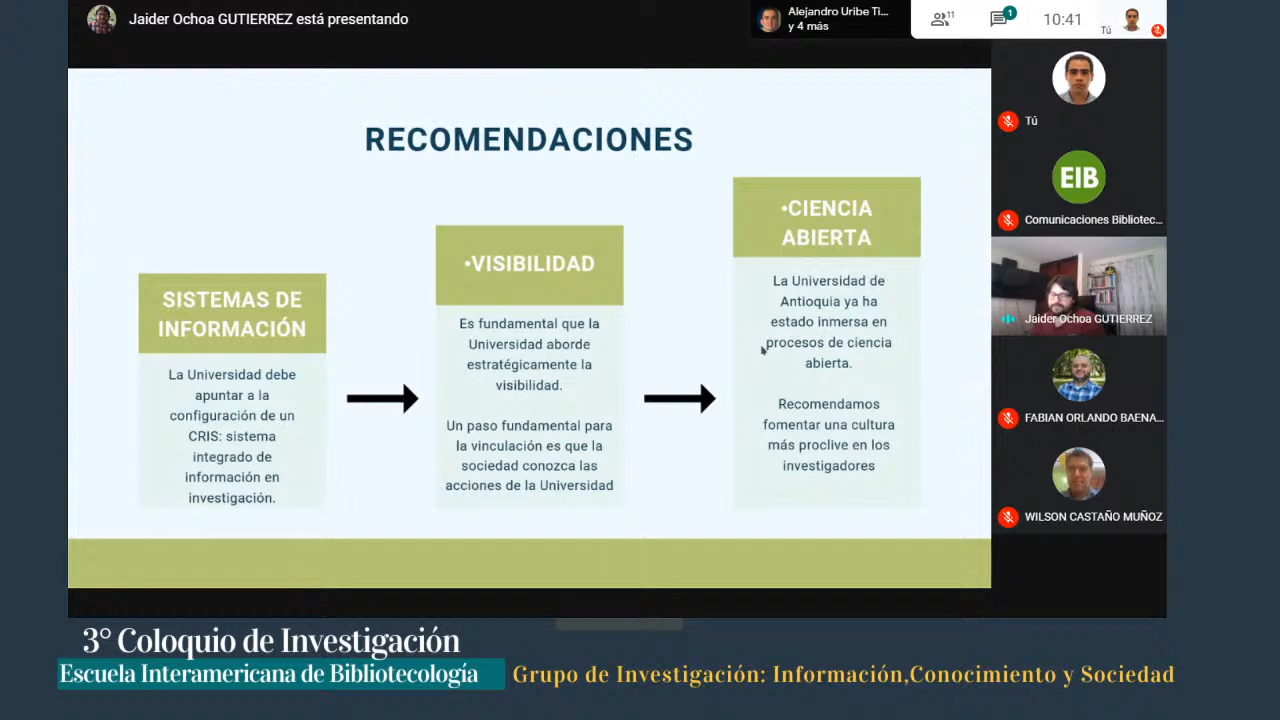 Jaider Ochoa GUTIERREZ está presentando
Alejandro Uribe Ti...
y 4 más
11
1
10:41
Tú
RECOMENDACIONES
SISTEMAS DE
INFORMACIÓN
La Universidad debe
apuntar a la
configuración de un
CRIS: sistema
integrado de
información en
investigación.
•VISIBILIDAD
Es fundamental que la
Universidad aborde
estratégicamente la
visibilidad.
Un paso fundamental para
la vinculación es que la
sociedad conozca las
acciones de la Universidad
•CIENCIA
ABIERTA
La Universidad de
Antioquia ya ha
estado inmersa en
procesos de ciencia
abierta.
Recomendamos
fomentar una cultura
más proclive en los
investigadores
Tú
EIB
Comunicaciones Bibliotec...
Jaider Ochoa GUTIERREZ
FABIAN ORLANDO BAENA...
WILSON CASTAÑO MUÑOZ
3° Coloquio de Investigación
Escuela Interamericana de Bibliotecología
Grupo de Investigación: Información,Conocimiento y Sociedad